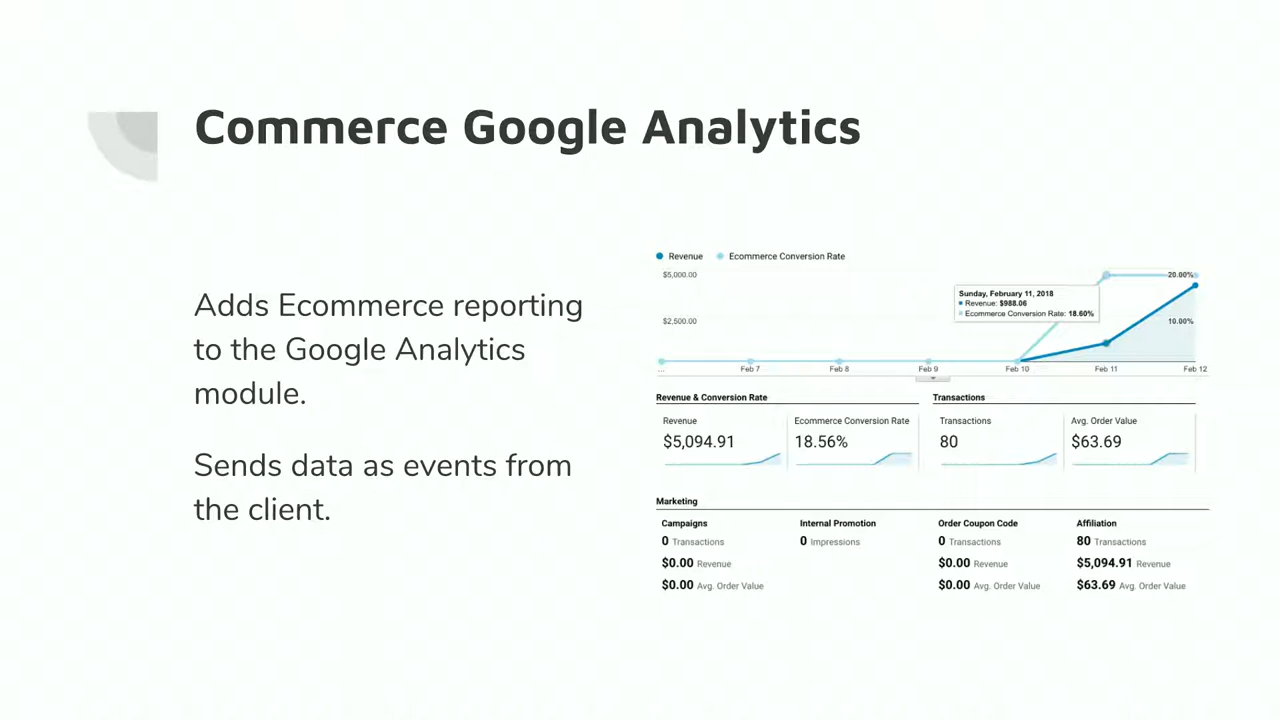 Commerce Google Analytics
Adds Ecommerce reporting
to the Google Analytics
module.
Sends data as events from
the client.
Revenue Ecommerce Conversion Rate
$5,000.00 20.00%
Sunday, February 11, 2018
Revenue: $988.06
Ecommerce Conversion Rate: 18.60%
$2,500.00 10.00%
... Feb 7 Feb 8 Feb 9 Feb 10 Feb 11 Feb 12
Revenue & Conversion Rate Transactions
Revenue Ecommerce Conversion Rate Transactions Avg. Order Value
$5,094.91 18.56% 80 $63.69
Marketing
Campaigns Internal Promotion Order Coupon Code Affiliation
0 Transactions 0 Impressions 0 Transactions 80 Transactions
$0.00 Revenue $0.00 Revenue $5,094.91 Revenue
$0.00 Avg. Order Value $0.00 Avg. Order Value $63.69 Avg. Order Value